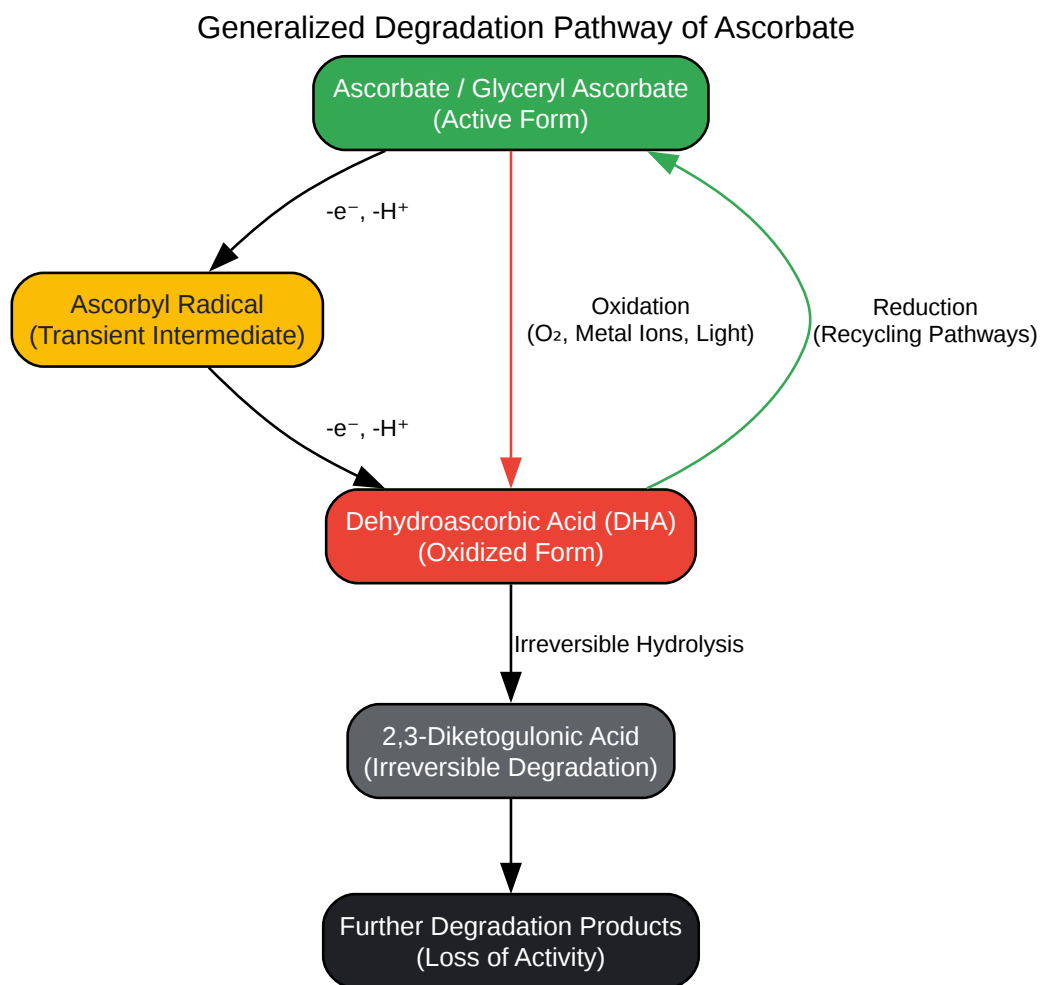 Generalized Degradation Pathway of Ascorbate
Ascorbate / Glyceryl Ascorbate
(Active Form)
-e⁻, -H⁺
Ascorbyl Radical
(Transient Intermediate)
Oxidation
(O₂, Metal Ions, Light)
Reduction
(Recycling Pathways)
-e⁻, -H⁺
Dehydroascorbic Acid (DHA)
(Oxidized Form)
Irreversible Hydrolysis
2,3-Diketogulonic Acid
(Irreversible Degradation)
Further Degradation Products
(Loss of Activity)